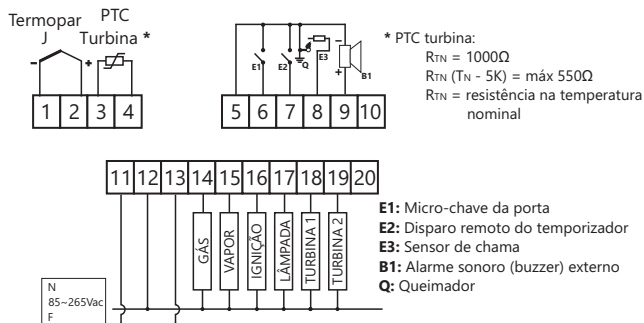 Termopar J
PTC Turbina *
- + 
1 2 3 4
E1 E2 Q E3 - + B1
5 6 7 8 9 10
* PTC turbina:
RTN = 1000Ω
RTN (TN - 5K) = máx 550Ω
RTN = resistência na temperatura
nominal
11 12 13 14 15 16 17 18 19 20
GÁS
VAPOR
IGNIÇÃO
LÂMPADA
TURBINA 1
TURBINA 2
E1: Micro-chave da porta
E2: Disparo remoto do temporizador
E3: Sensor de chama
B1: Alarme sonoro (buzzer) externo
Q: Queimador
N
85~265Vac
F